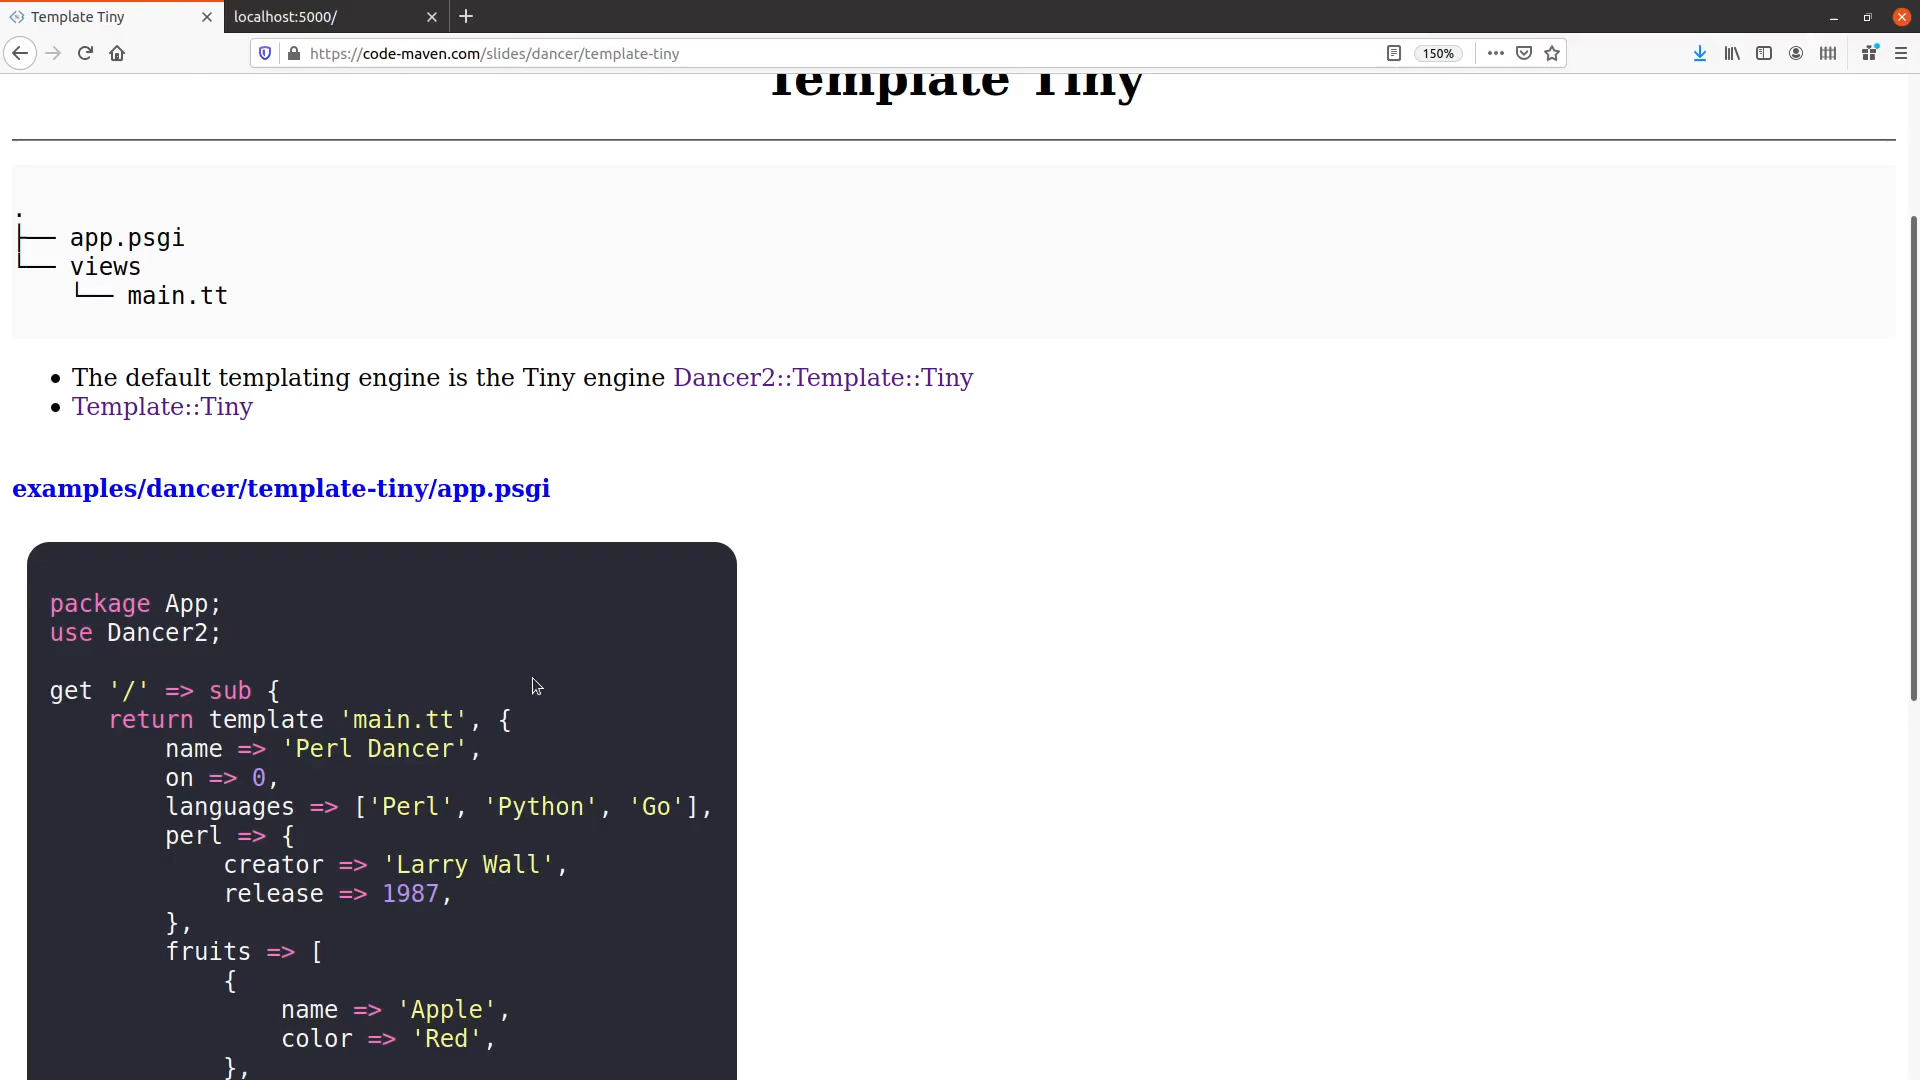 Template Tiny
localhost:5000/
https://code-maven.com/slides/dancer/template-tiny
150%
Template Tiny
.
├── app.psgi
└── views
    └── main.tt
• The default templating engine is the Tiny engine Dancer2::Template::Tiny
• Template::Tiny
examples/dancer/template-tiny/app.psgi
package App;
use Dancer2;
get '/' => sub {
    return template 'main.tt', {
        name => 'Perl Dancer',
        on => 0,
        languages => ['Perl', 'Python', 'Go'],
        perl => {
            creator => 'Larry Wall',
            release => 1987,
        },
        fruits => [
            {
                name => 'Apple',
                color => 'Red',
            },